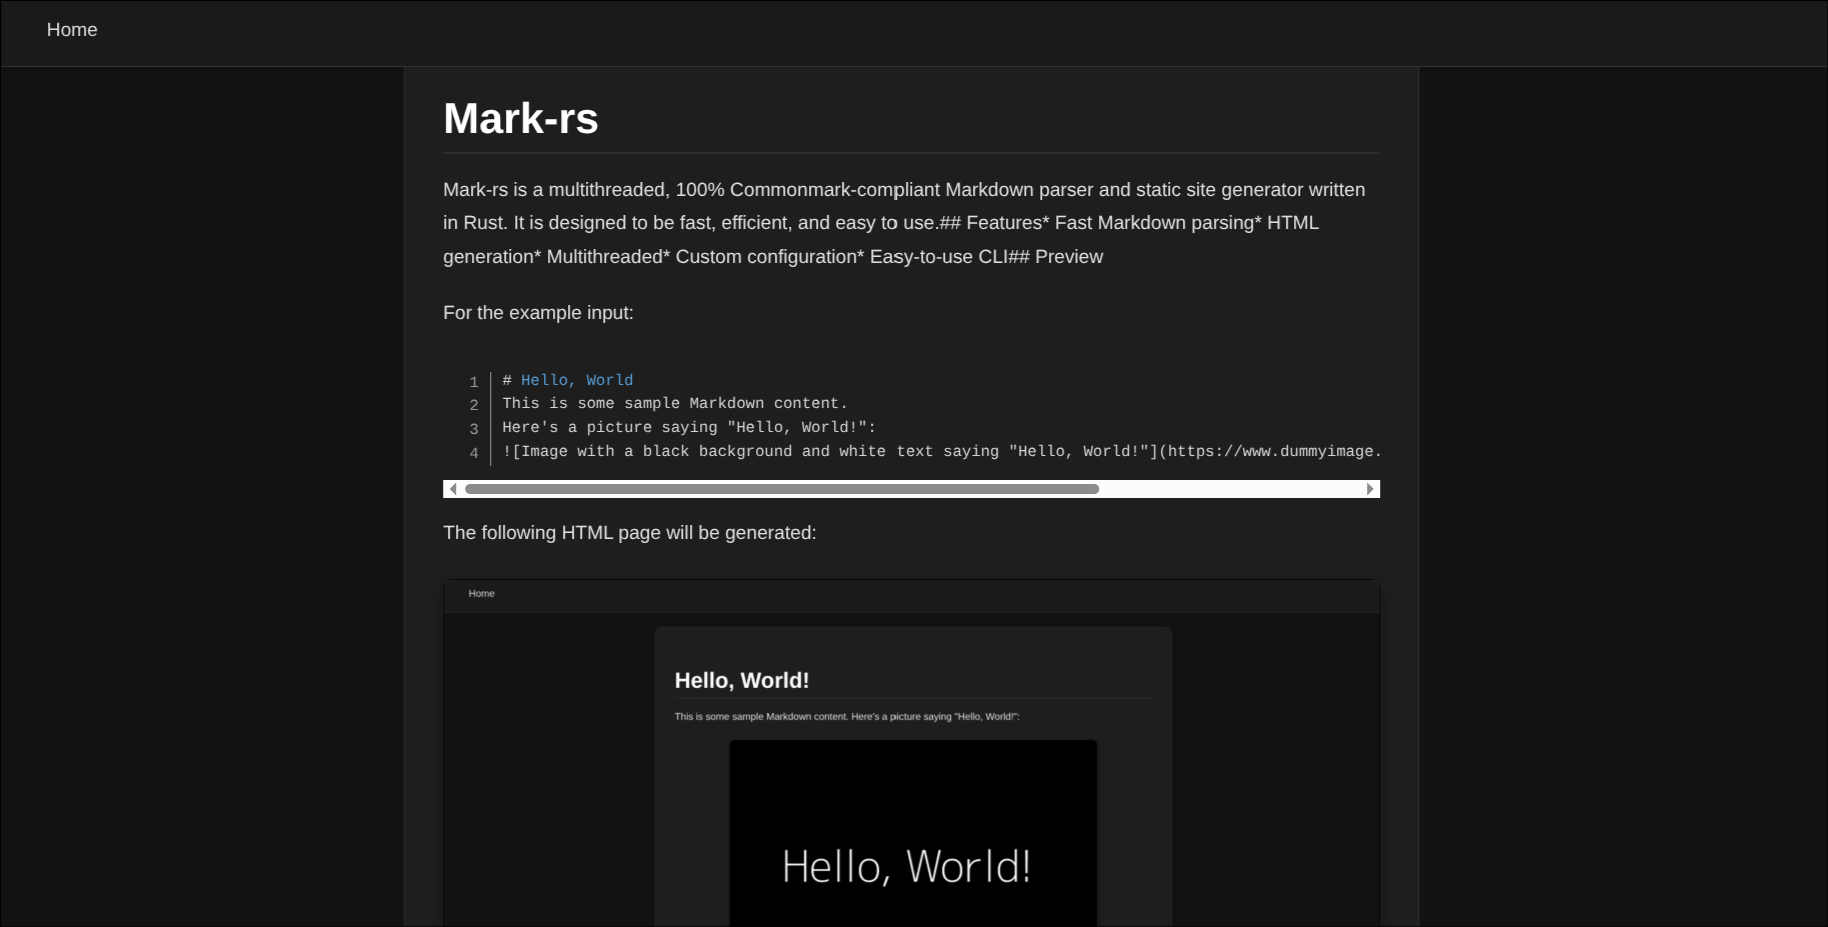 Home
Mark-rs
Mark-rs is a multithreaded, 100% Commonmark-compliant Markdown parser and static site generator written
in Rust. It is designed to be fast, efficient, and easy to use.## Features* Fast Markdown parsing* HTML
generation* Multithreaded* Custom configuration* Easy-to-use CLI## Preview
For the example input:
1 # Hello, World
2 This is some sample Markdown content.
3 Here's a picture saying "Hello, World!":
4 ![Image with a black background and white text saying "Hello, World!"](https://www.dummyimage.
The following HTML page will be generated:
Home
Hello, World!
This is some sample Markdown content. Here's a picture saying "Hello, World!":
Hello, World!